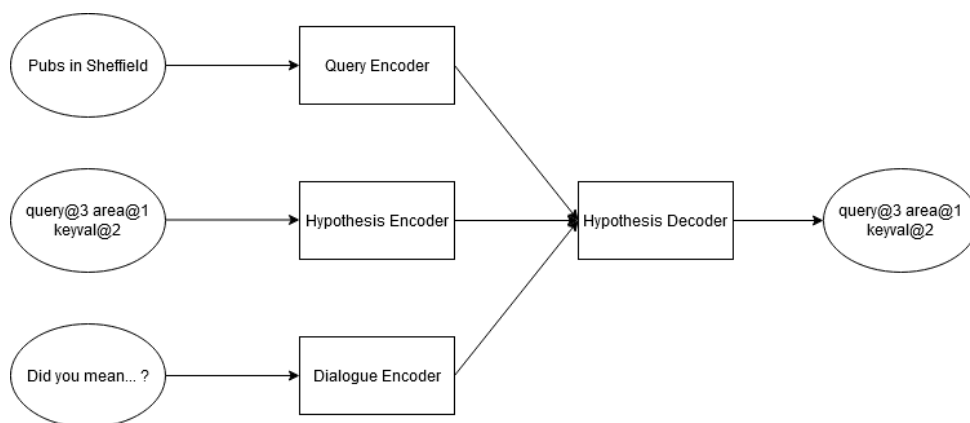 Pubs in Sheffield
Query Encoder
query@3 area@1
keyval@2
Hypothesis Encoder
Hypothesis Decoder
query@3 area@1
keyval@2
Did you mean... ?
Dialogue Encoder